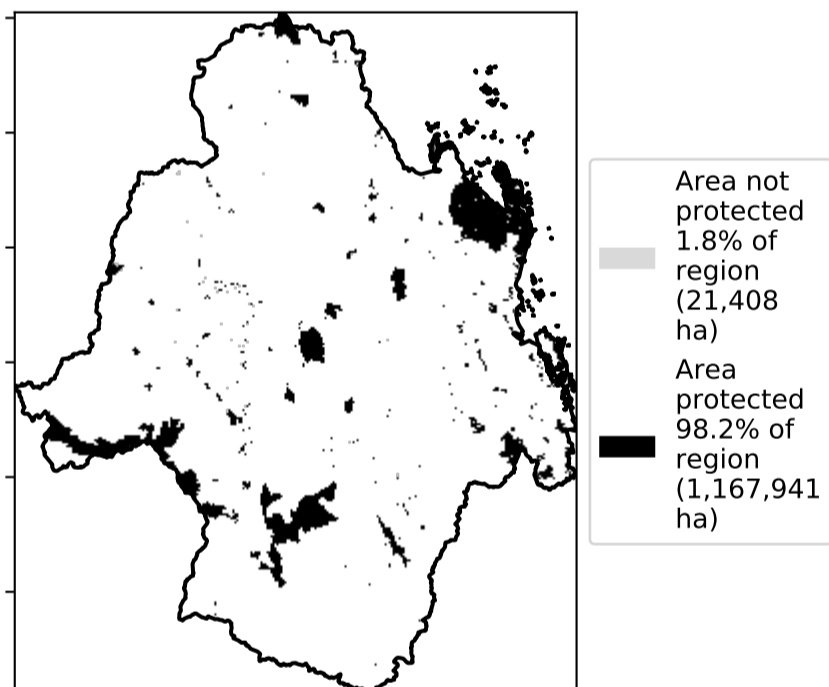 Area not
protected
1.8% of
region
(21,408
ha)
Area
protected
98.2% of
region
(1,167,941
ha)